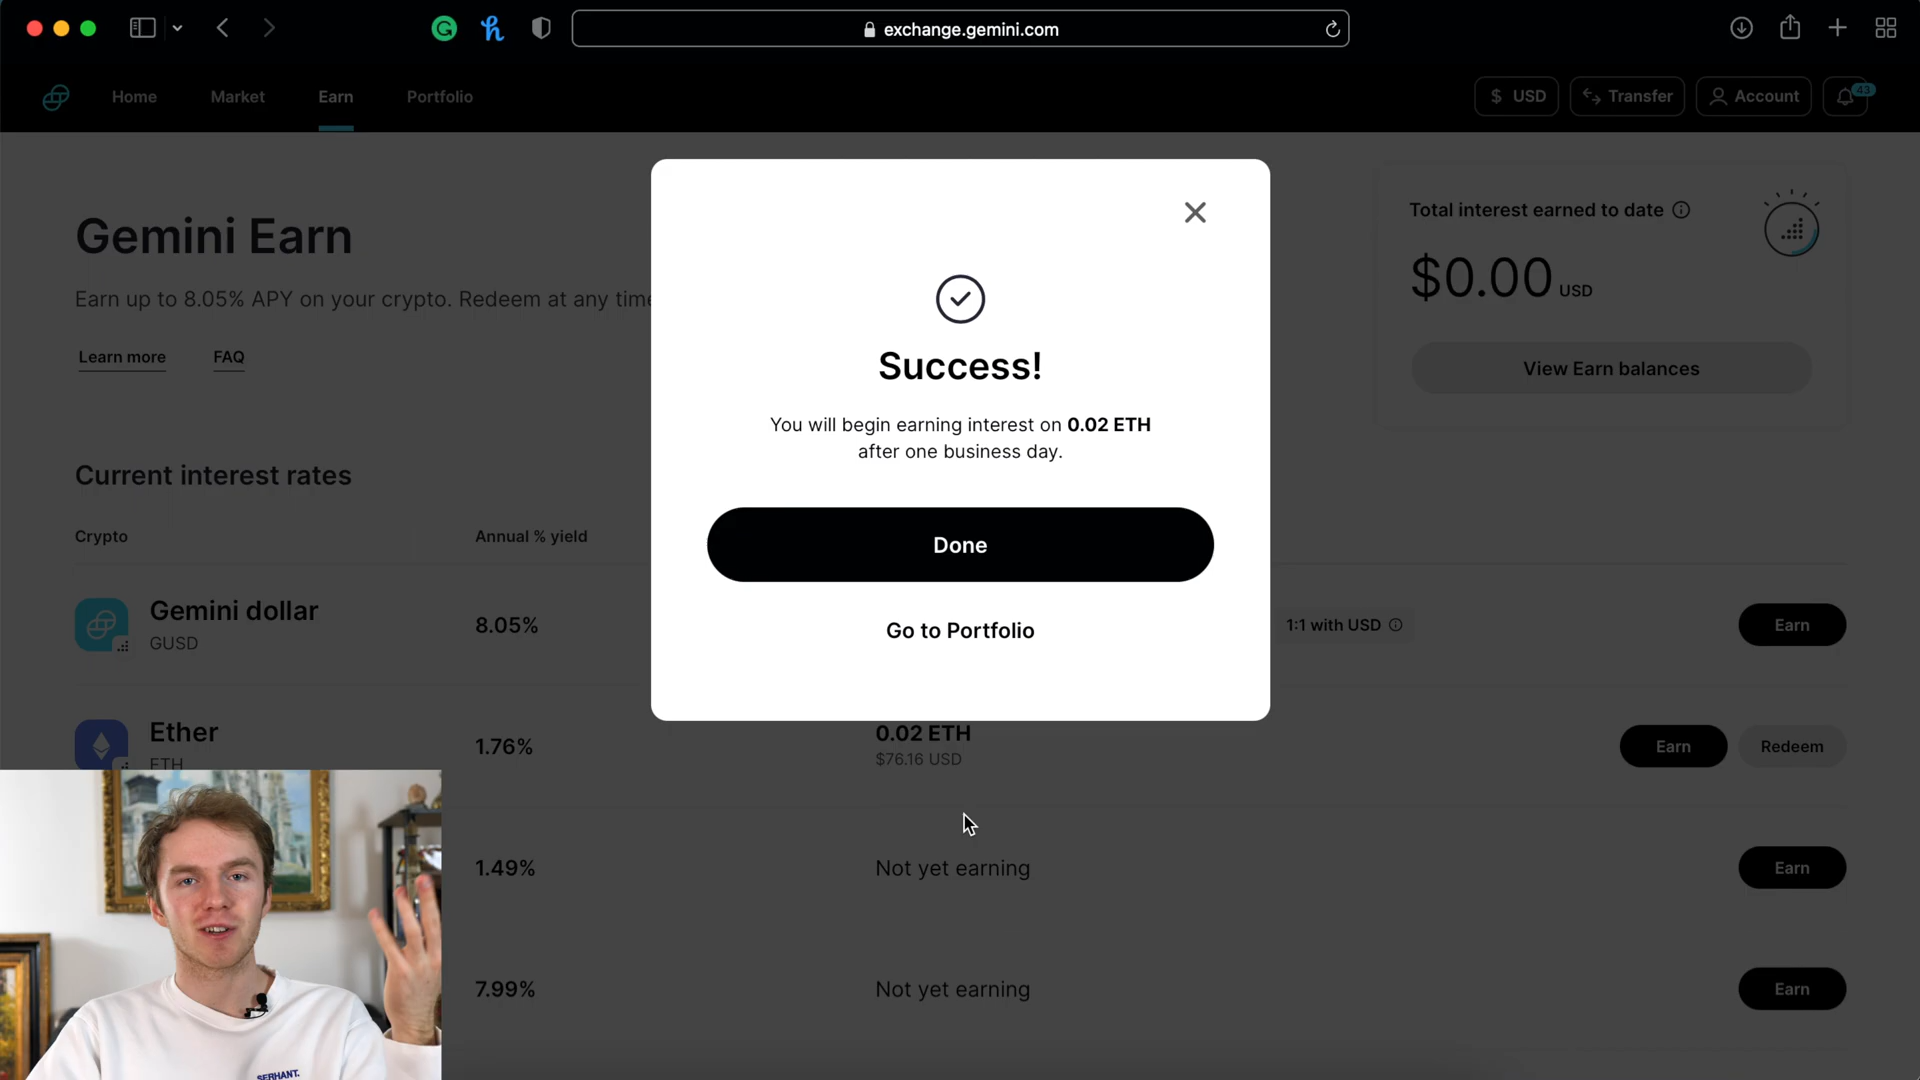 exchange.gemini.com
Home Market Earn Portfolio
$ USD Transfer Account 43
Gemini Earn
Earn up to 8.05% APY on your crypto. Redeem at any time
Learn more FAQ
Total interest earned to date
$0.00 USD
View Earn balances
Success!
You will begin earning interest on 0.02 ETH
after one business day.
Done
Go to Portfolio
Current interest rates
Crypto Annual % yield
Gemini dollar
GUSD
8.05%
1:1 with USD
Earn
Ether
ETH
1.76%
0.02 ETH
$76.16 USD
Earn Redeem
1.49% Not yet earning Earn
7.99% Not yet earning Earn
SERHANT.